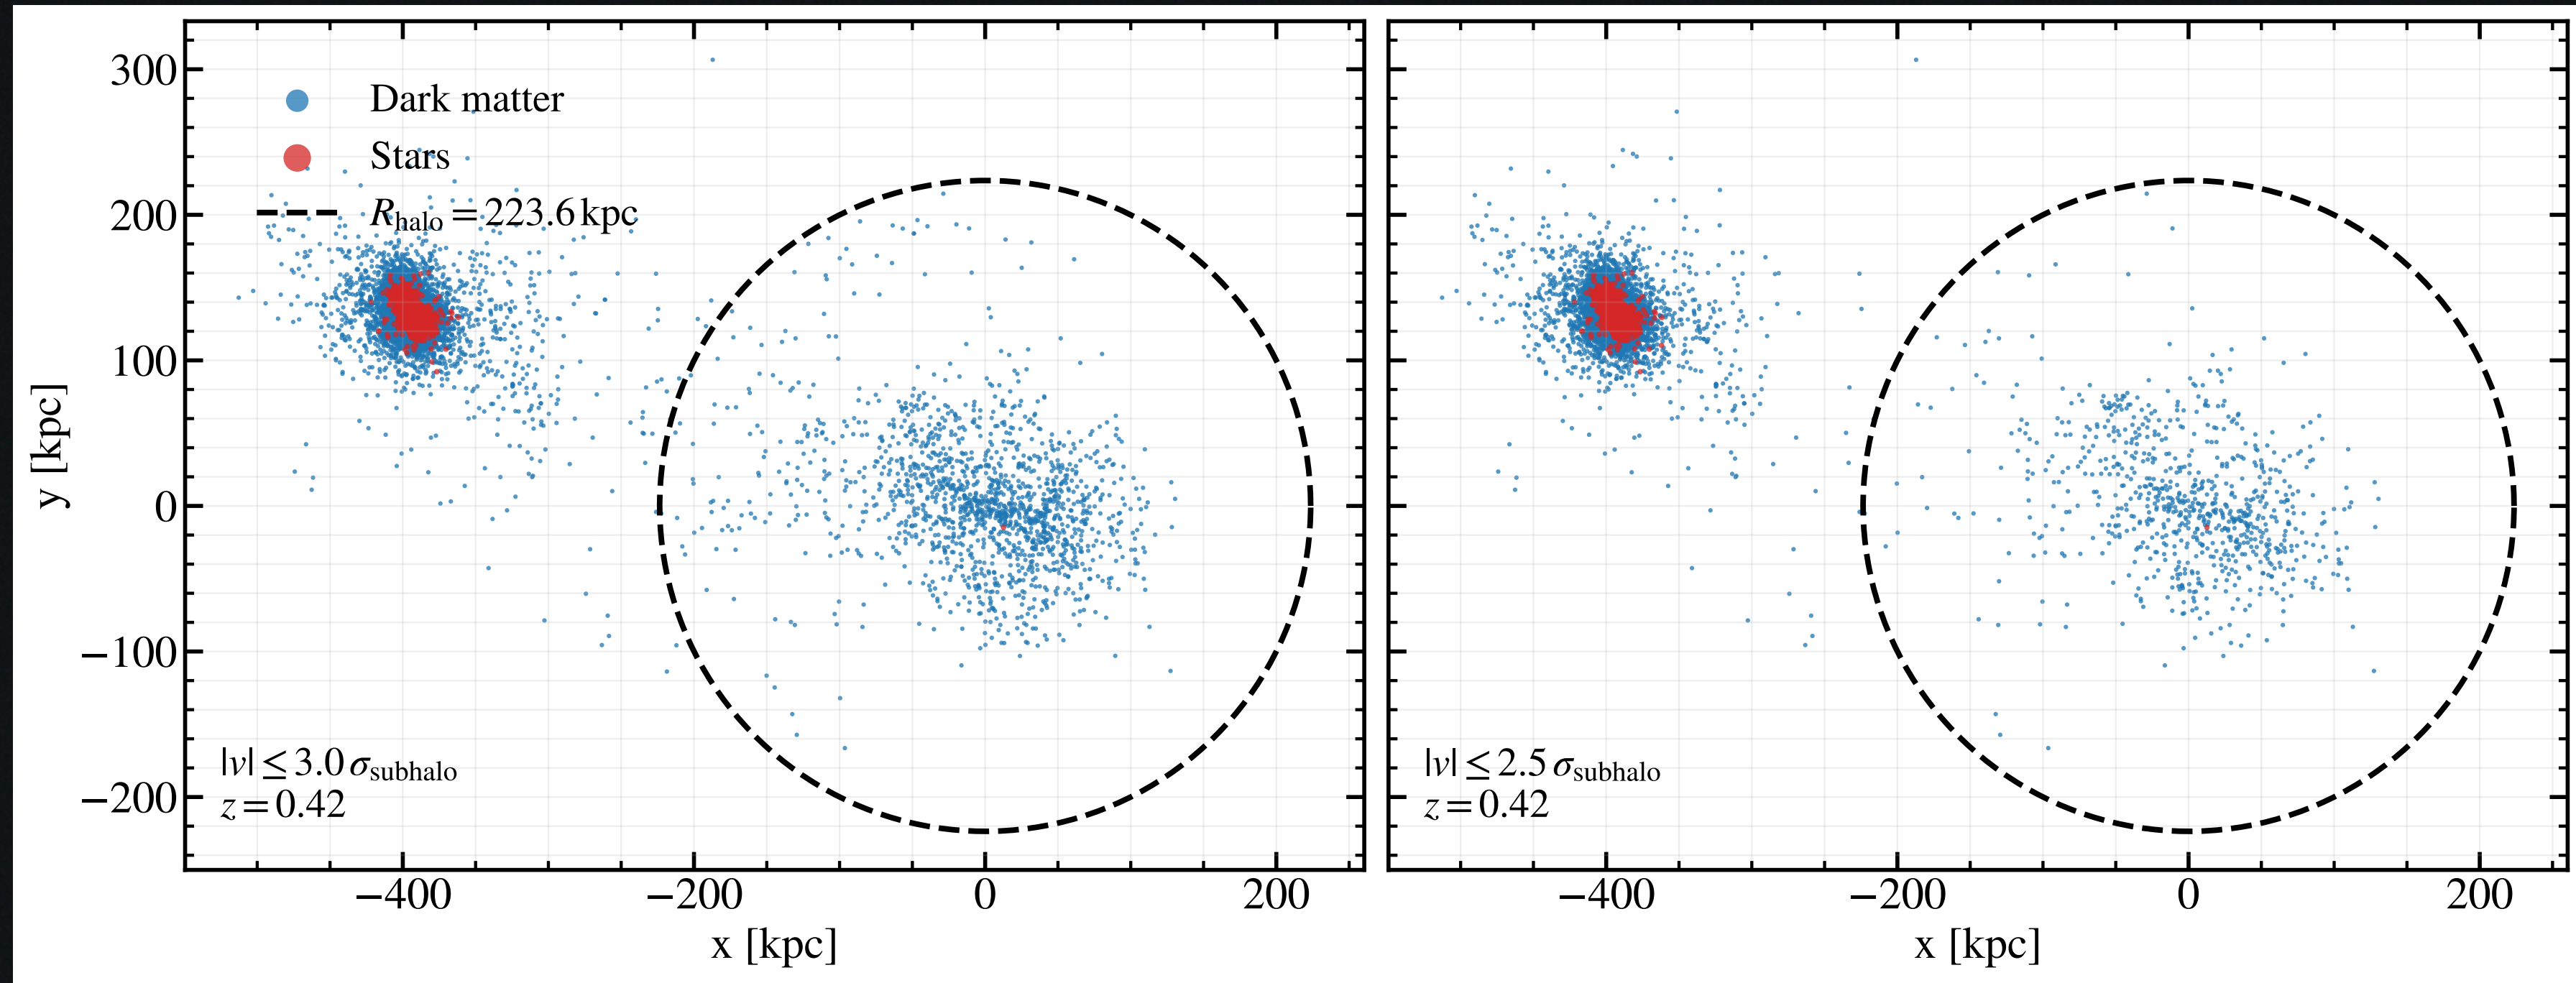 300
200
100
0
−100
−200
y [kpc]
Dark matter
Stars
R_halo = 223.6 kpc
|v| ≤ 3.0 σ_subhalo
z = 0.42
−400
−200
0
200
x [kpc]
|v| ≤ 2.5 σ_subhalo
z = 0.42
−400
−200
0
200
x [kpc]